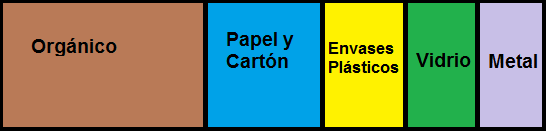 Orgánico
Papel y
Cartón
Envases
Plásticos
Vidrio
Metal